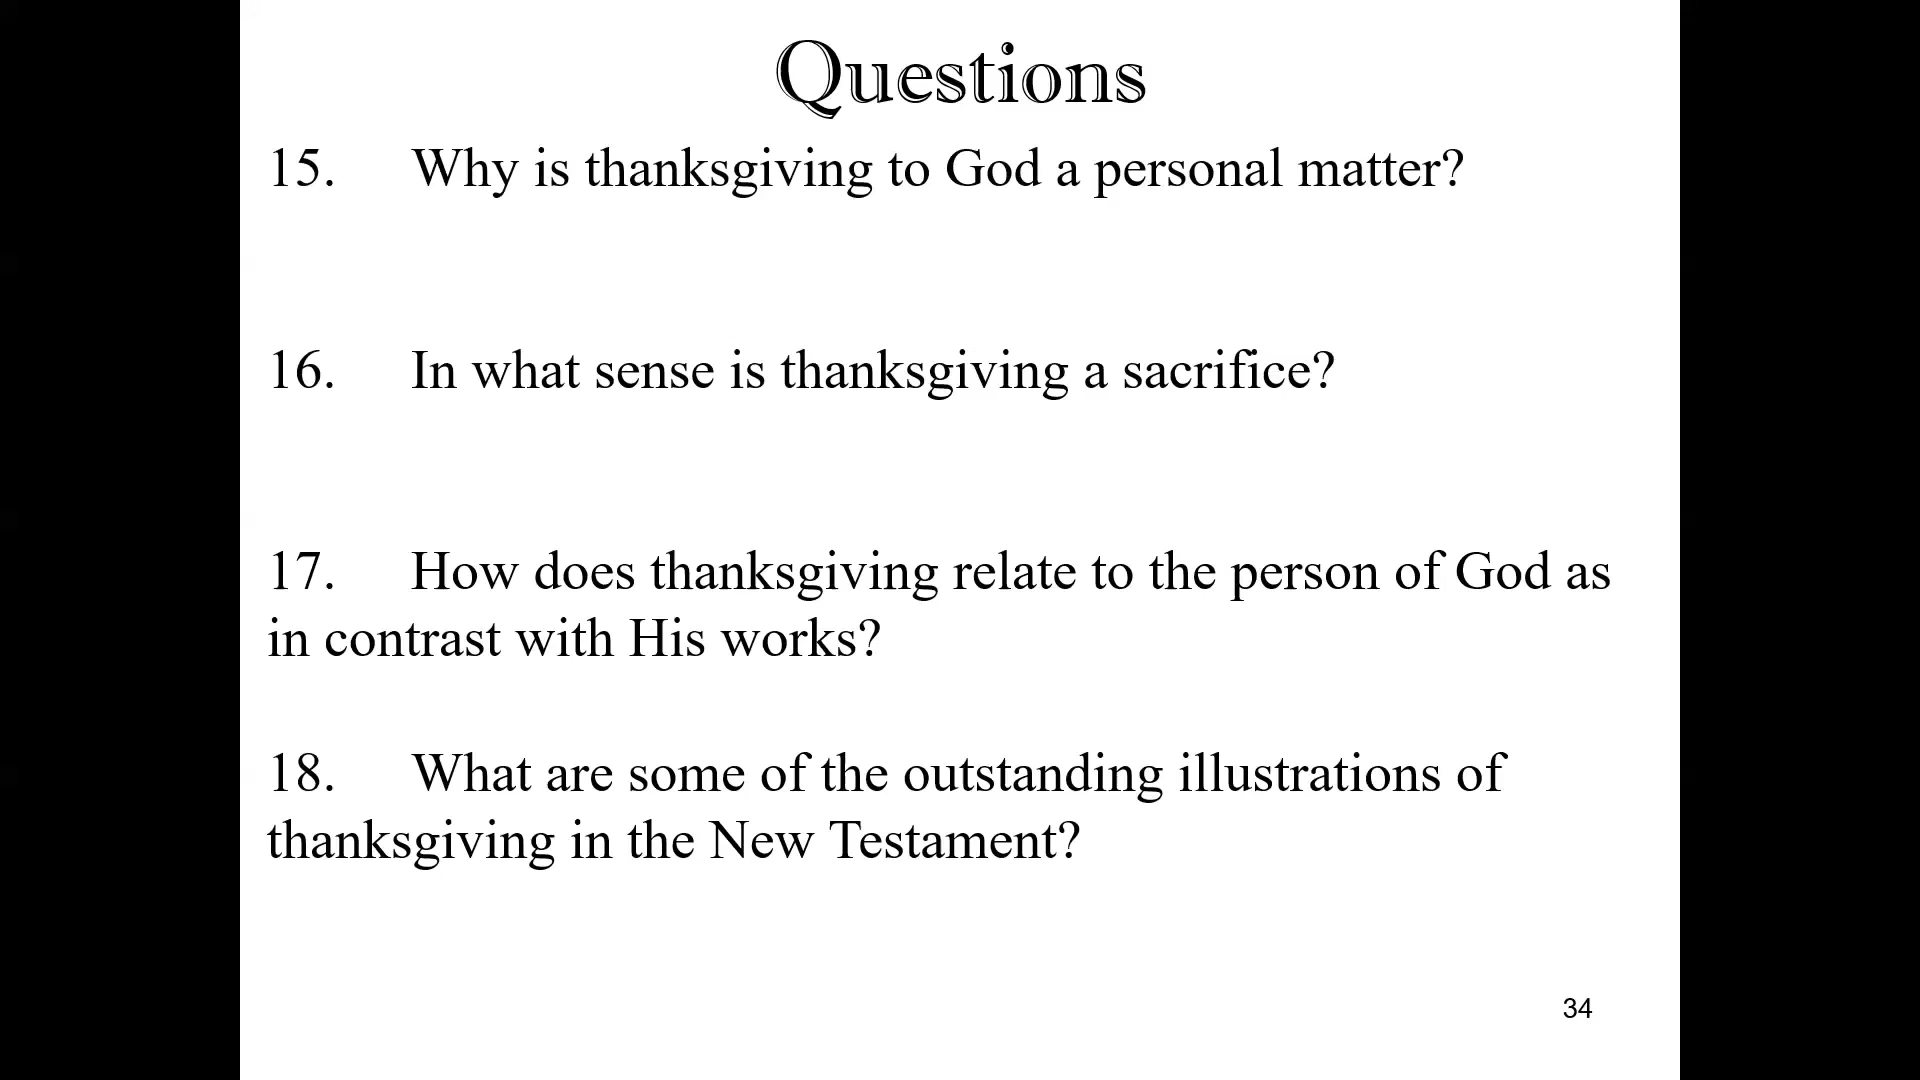 Questions
15. Why is thanksgiving to God a personal matter?
16. In what sense is thanksgiving a sacrifice?
17. How does thanksgiving relate to the person of God as
in contrast with His works?
18. What are some of the outstanding illustrations of
thanksgiving in the New Testament?
34